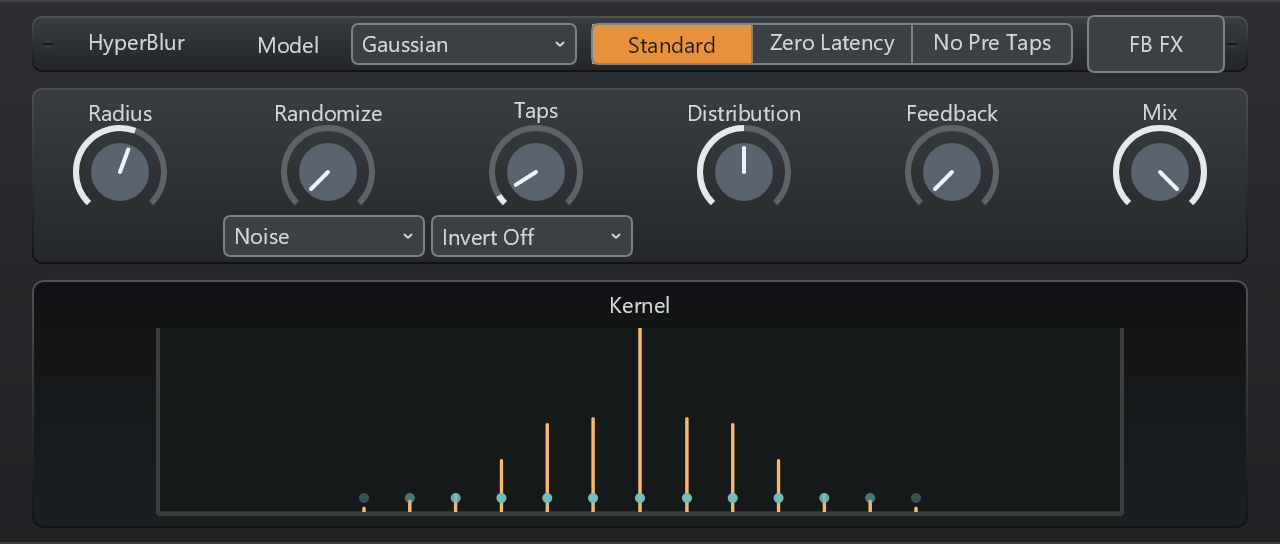 HyperBlur Model Gaussian Standard Zero Latency No Pre Taps FB FX
Radius Randomize Taps Distribution Feedback Mix
Noise Invert Off
Kernel